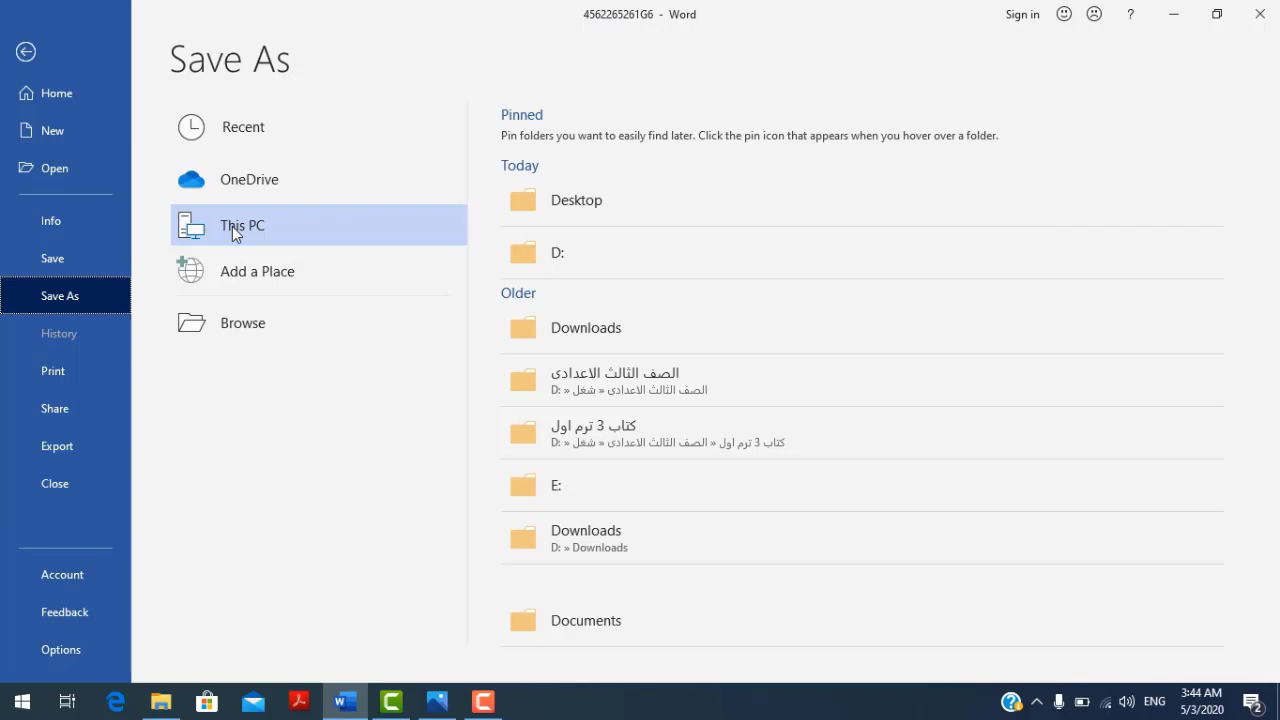 4562265261G6 - Word
Sign in
?
Save As
Home
New
Open
Info
Save
Save As
History
Print
Share
Export
Close
Account
Feedback
Options
Recent
OneDrive
This PC
Add a Place
Browse
Pinned
Pin folders you want to easily find later. Click the pin icon that appears when you hover over a folder.
Today
Desktop
D:
Older
Downloads
الصف الثالث الاعدادى
D: » شغل » الصف الثالث الاعدادى
كتاب 3 ترم اول
D: » شغل » الصف الثالث الاعدادى » كتاب 3 ترم اول
E:
Downloads
D: » Downloads
Documents
ENG
3:44 AM
5/3/2020
2